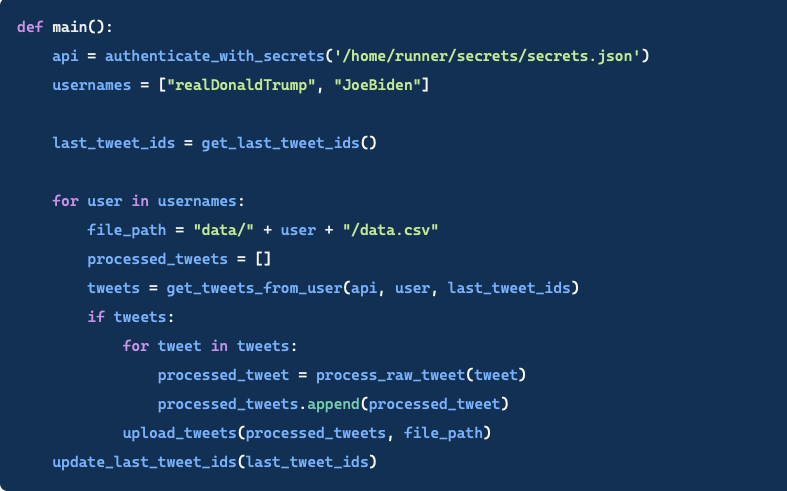 def main():
    api = authenticate_with_secrets('/home/runner/secrets/secrets.json')
    usernames = ["realDonaldTrump", "JoeBiden"]

    last_tweet_ids = get_last_tweet_ids()

    for user in usernames:
        file_path = "data/" + user + "/data.csv"
        processed_tweets = []
        tweets = get_tweets_from_user(api, user, last_tweet_ids)
        if tweets:
            for tweet in tweets:
                processed_tweet = process_raw_tweet(tweet)
                processed_tweets.append(processed_tweet)
            upload_tweets(processed_tweets, file_path)
    update_last_tweet_ids(last_tweet_ids)